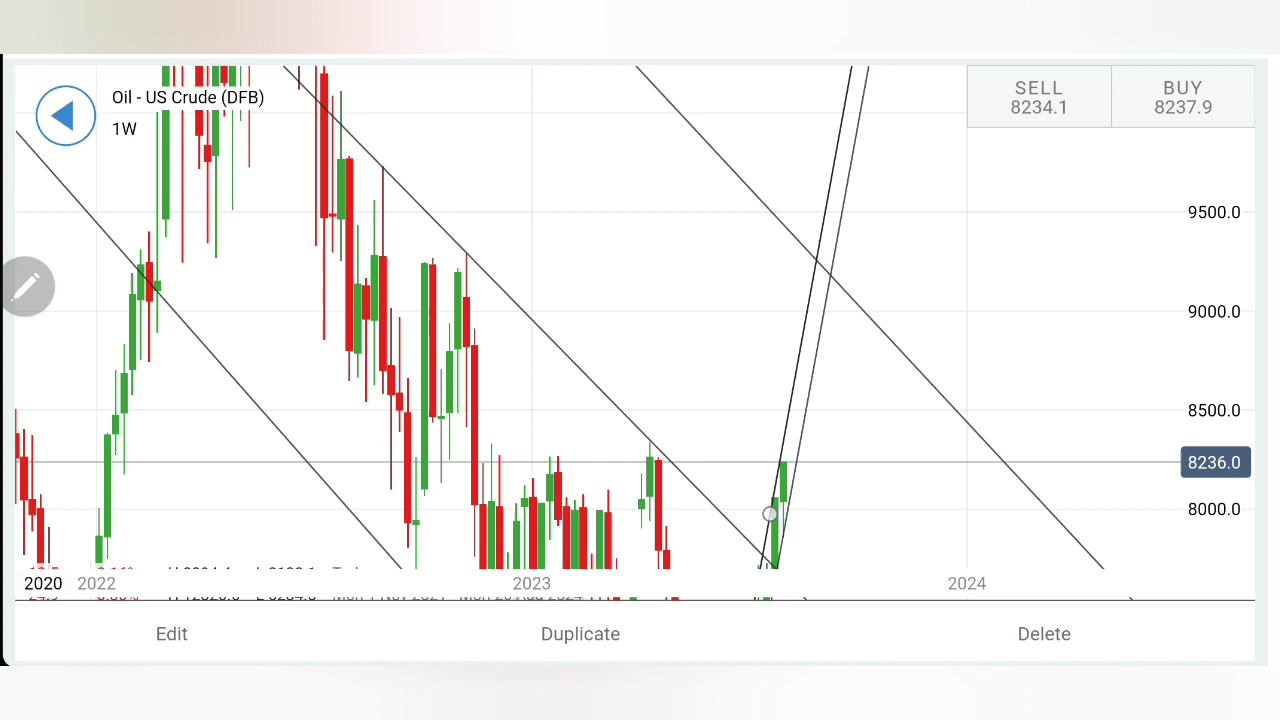 Oil - US Crude (DFB)
1W
SELL
8234.1
BUY
8237.9
9500.0
9000.0
8500.0
8236.0
8000.0
2020
2022
2023
2024
Edit
Duplicate
Delete